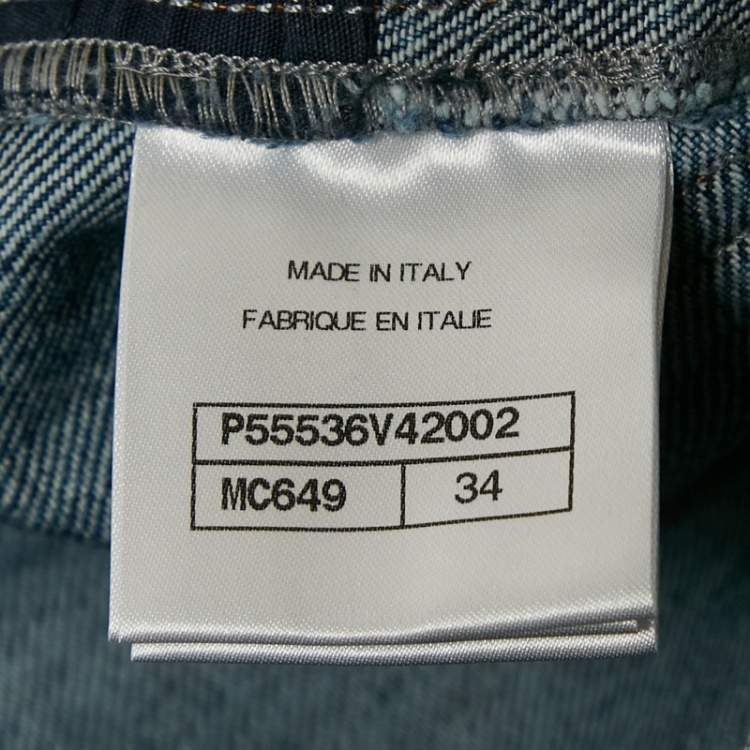 MADE IN ITALY
FABRIQUE EN ITALIE
P55536V42002
MC649 34